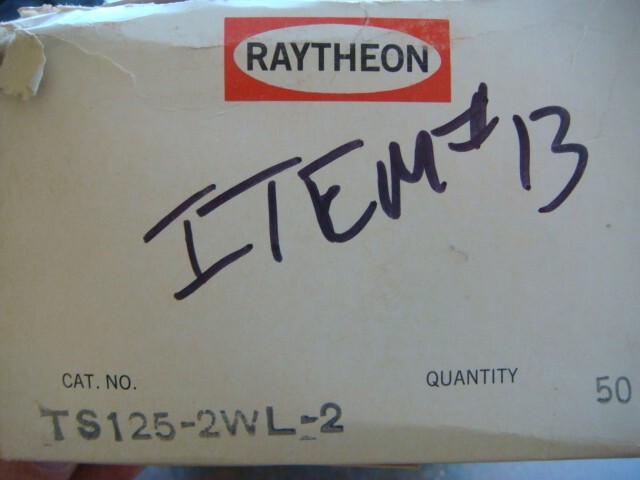 RAYTHEON
ITEM # 13
CAT. NO.
QUANTITY 50
TS125-2WL-2